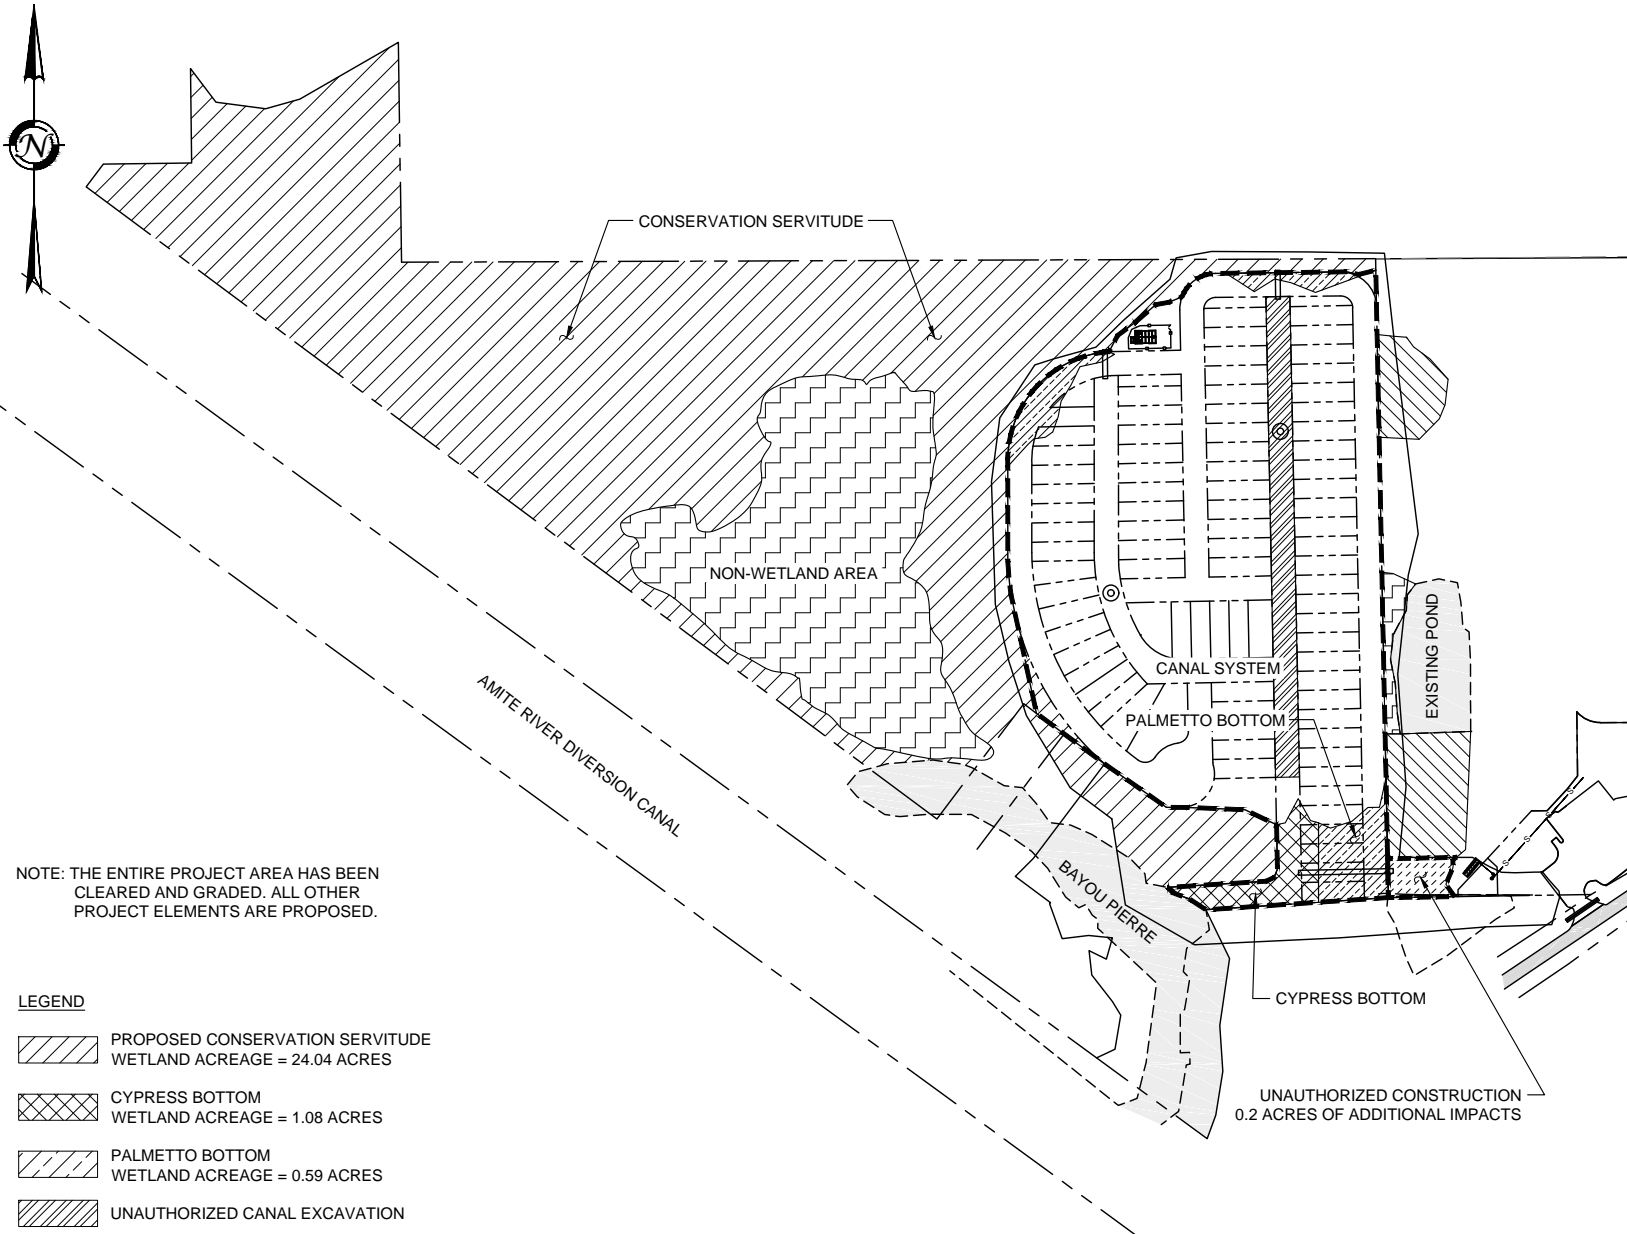 N
CONSERVATION SERVITUDE
NON-WETLAND AREA
CANAL SYSTEM
PALMETTO BOTTOM
EXISTING POND
AMITE RIVER DIVERSION CANAL
BAYOU PIERRE
S
S
S
S
NOTE: THE ENTIRE PROJECT AREA HAS BEEN
CLEARED AND GRADED. ALL OTHER
PROJECT ELEMENTS ARE PROPOSED.
CYPRESS BOTTOM
UNAUTHORIZED CONSTRUCTION
0.2 ACRES OF ADDITIONAL IMPACTS
LEGEND
PROPOSED CONSERVATION SERVITUDE
WETLAND ACREAGE = 24.04 ACRES
CYPRESS BOTTOM
WETLAND ACREAGE = 1.08 ACRES
PALMETTO BOTTOM
WETLAND ACREAGE = 0.59 ACRES
UNAUTHORIZED CANAL EXCAVATION